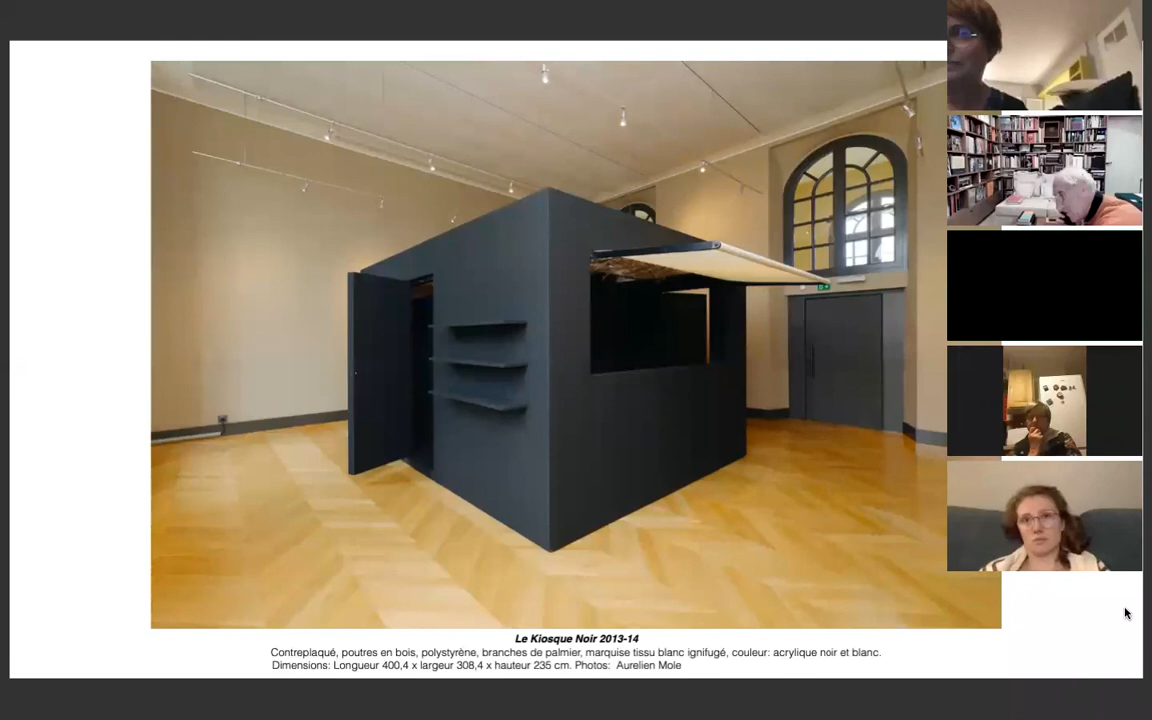 Le Kiosque Noir 2013-14
Contreplaqué, poutres en bois, polystyrène, branches de palmier, marquise tissu blanc ignifugé, couleur: acrylique noir et blanc.
Dimensions: Longueur 400,4 x largeur 308,4 x hauteur 235 cm. Photos: Aurelien Mole